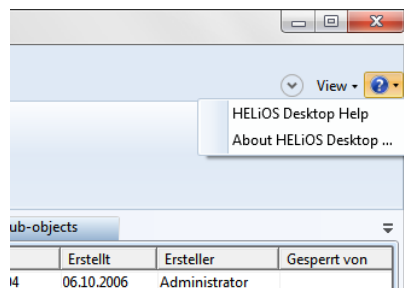 View
HELiOS Desktop Help
About HELiOS Desktop ...
ub-objects
Erstellt Ersteller Gesperrt von
04 06.10.2006 Administrator